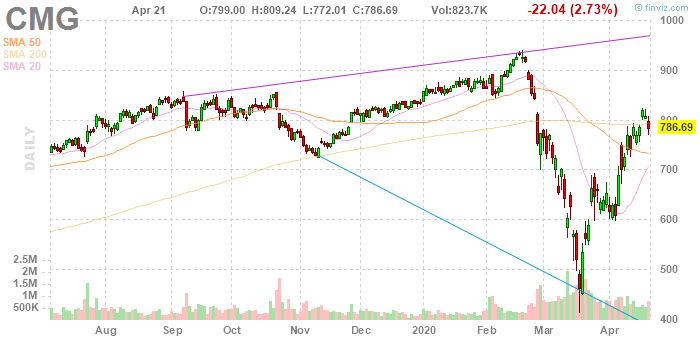 © finviz.com
CMG
Apr 21 O:799.00 H:809.24 L:772.01 C:786.69 Vol:823.7K -22.04 (2.73%)
SMA 50
SMA 200
SMA 20
DAILY
1000
900
800
786.69
700
600
500
400
2.5M
2M
1.5M
1M
500K
Aug Sep Oct Nov Dec 2020 Feb Mar Apr